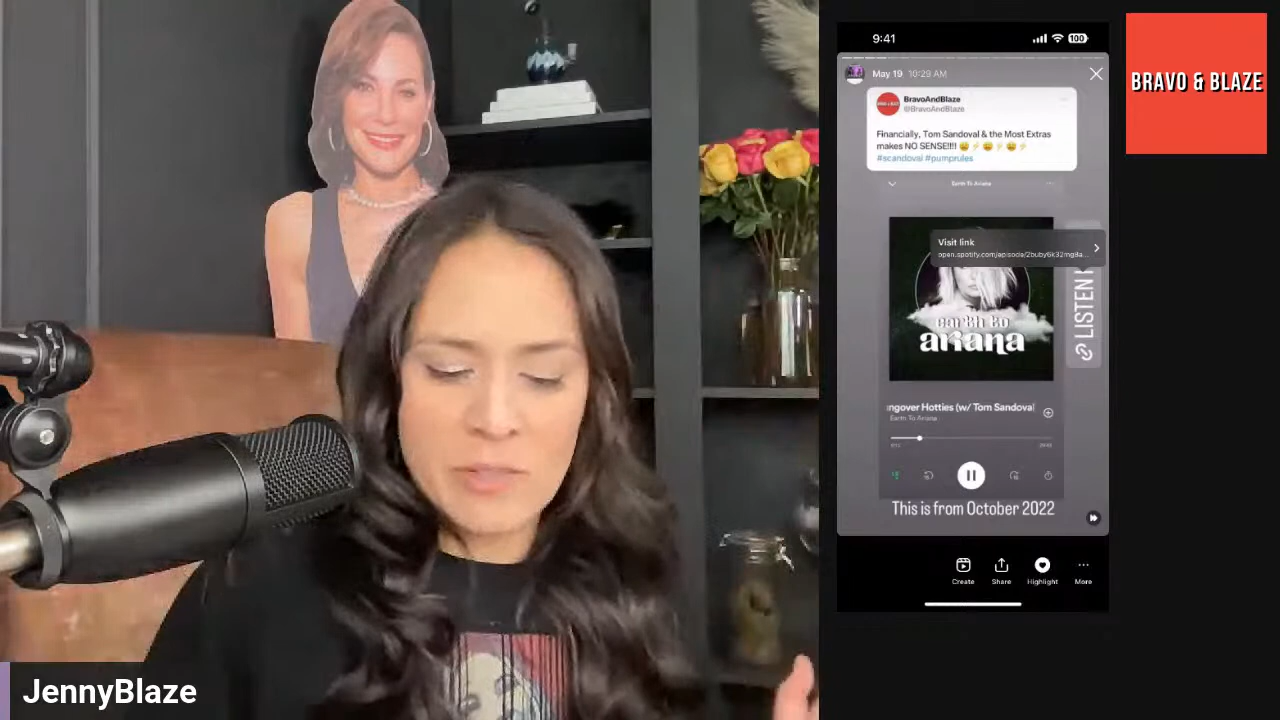 9:41
100
May 19 10:29 AM
BravoAndBlaze
@BravoAndBlaze
Financially, Tom Sandoval & the Most Extras
makes NO SENSE!!!! 😅⚡😅⚡😅⚡
#scandoval #pumprules
Earth To Ariana
Visit link
LISTEN
earth to
ariana
ngover Hotties (w/ Tom Sandoval
Earth To Ariana
This is from October 2022
Create
Share
Highlight
More
BRAVO & BLAZE
JennyBlaze